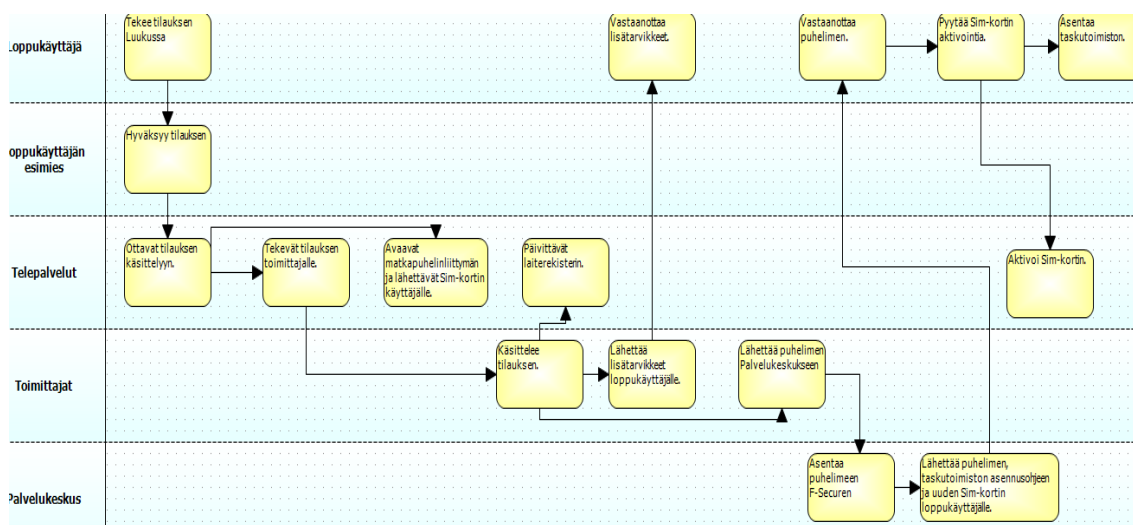 Loppukäyttäjä
Tekee tilauksen
Luukussa
Vastaanottaa
lisätarvikkeet.
Vastaanottaa
puhelimen.
Pyytää Sim-kortin
aktivointia.
Asentaa
taskutoimiston.
oppukäyttäjän
esimies
Hyväksyy tilauksen
Telepalvelut
Ottavat tilauksen
käsittelyyn.
Tekevät tilauksen
toimittajalle.
Avaavat
matkapuhelinliittymän
ja lähettävät Sim-kortin
käyttäjälle.
Päivittävät
laiterekisterin.
Aktivoi Sim-kortin.
Toimittajat
Käsittelee
tilauksen.
Lähettää
lisätarvikkeet
loppukäyttäjälle.
Lähettää puhelimen
Palvelukeskukseen
Palvelukeskus
Asentaa
puhelimeen
F-Securen
Lähettää puhelimen,
taskutoimiston asennusohjeen
ja uuden Sim-kortin
loppukäyttäjälle.